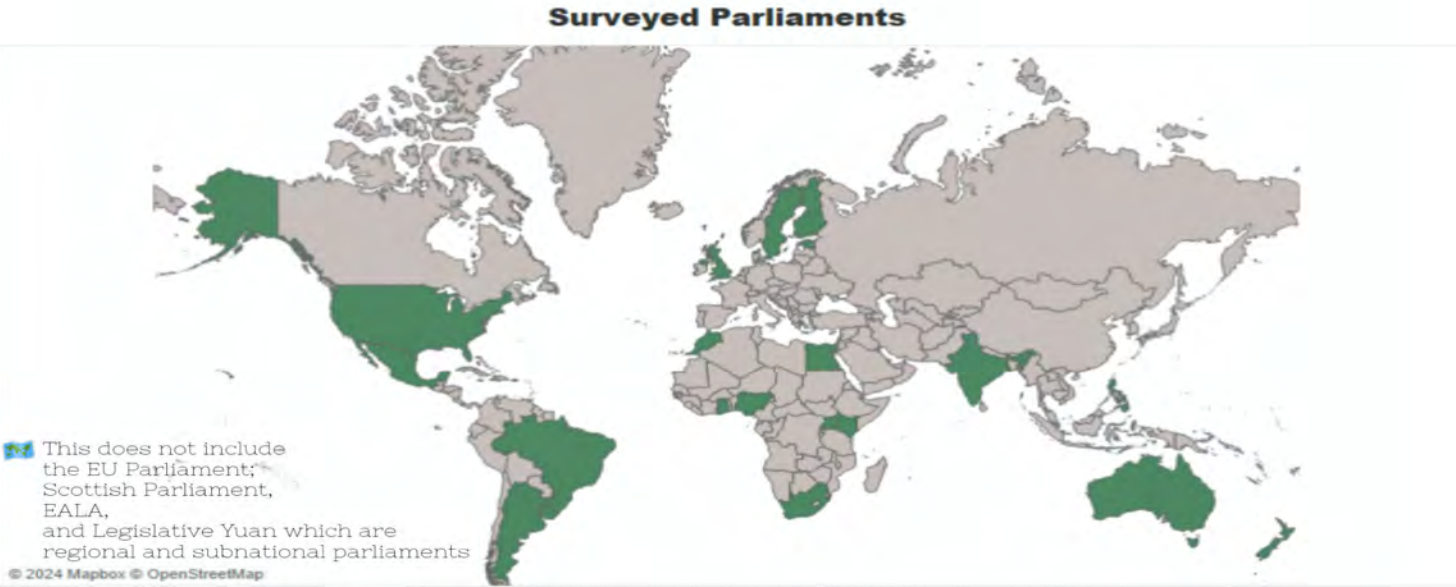 Surveyed Parliaments
This does not include
the EU Parliament;
Scottish Parliament,
EALA,
and Legislative Yuan which are
regional and subnational parliaments
© 2024 Mapbox © OpenStreetMap